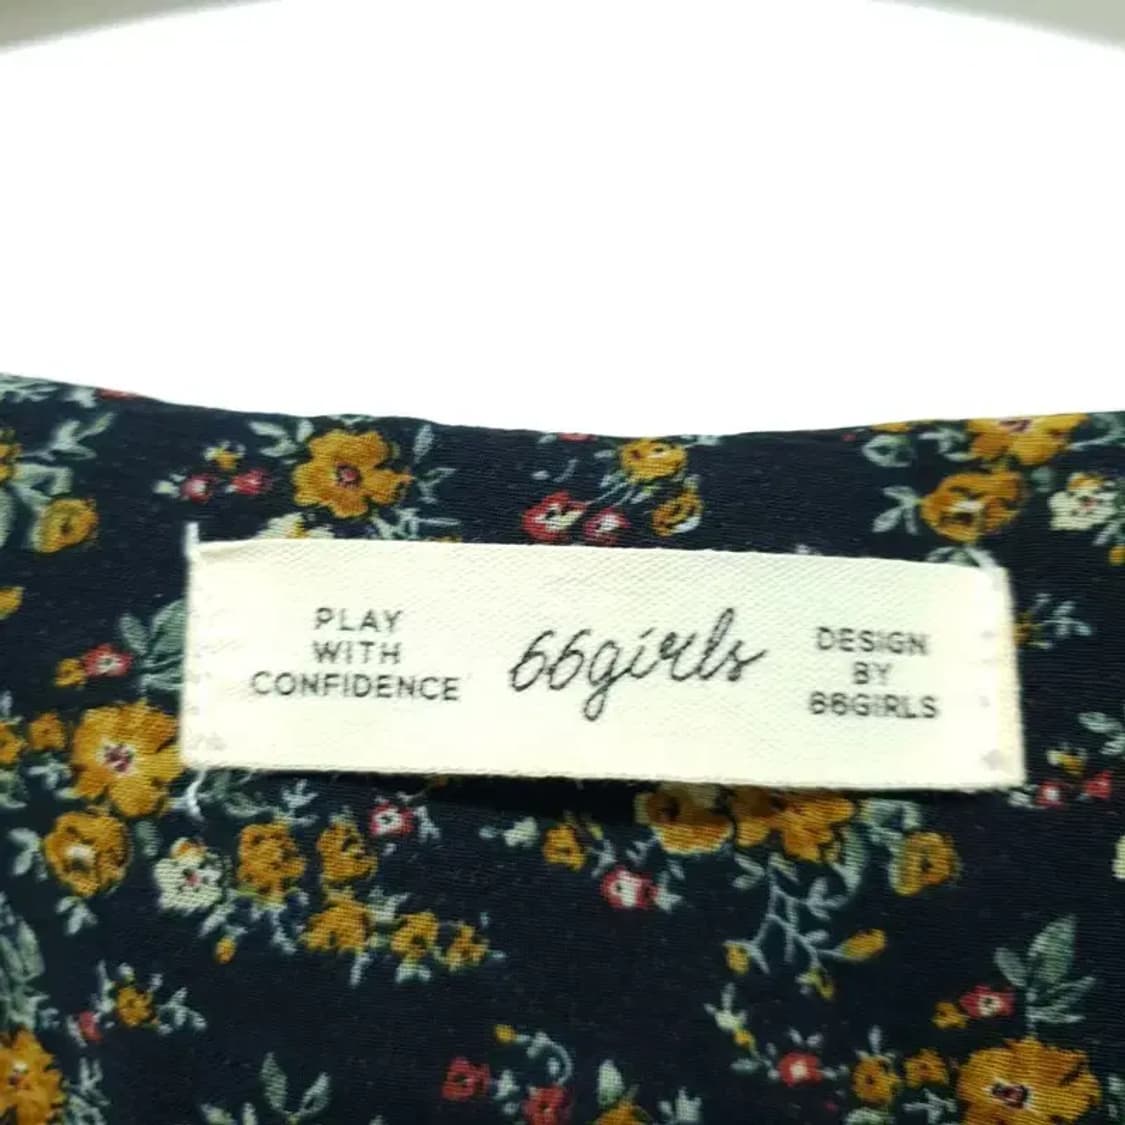 PLAY
WITH
CONFIDENCE
66girls
DESIGN
BY
66GIRLS